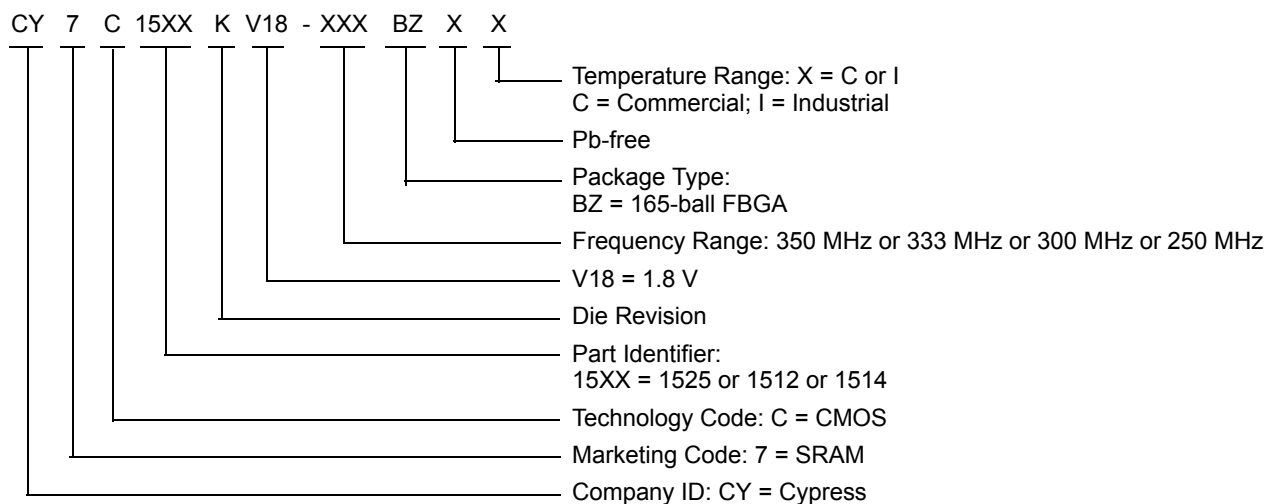 CY 7 C 15XX K V18 - XXX BZ X X
Temperature Range: X = C or I
C = Commercial; I = Industrial
Pb-free
Package Type:
BZ = 165-ball FBGA
Frequency Range: 350 MHz or 333 MHz or 300 MHz or 250 MHz
V18 = 1.8 V
Die Revision
Part Identifier:
15XX = 1525 or 1512 or 1514
Technology Code: C = CMOS
Marketing Code: 7 = SRAM
Company ID: CY = Cypress